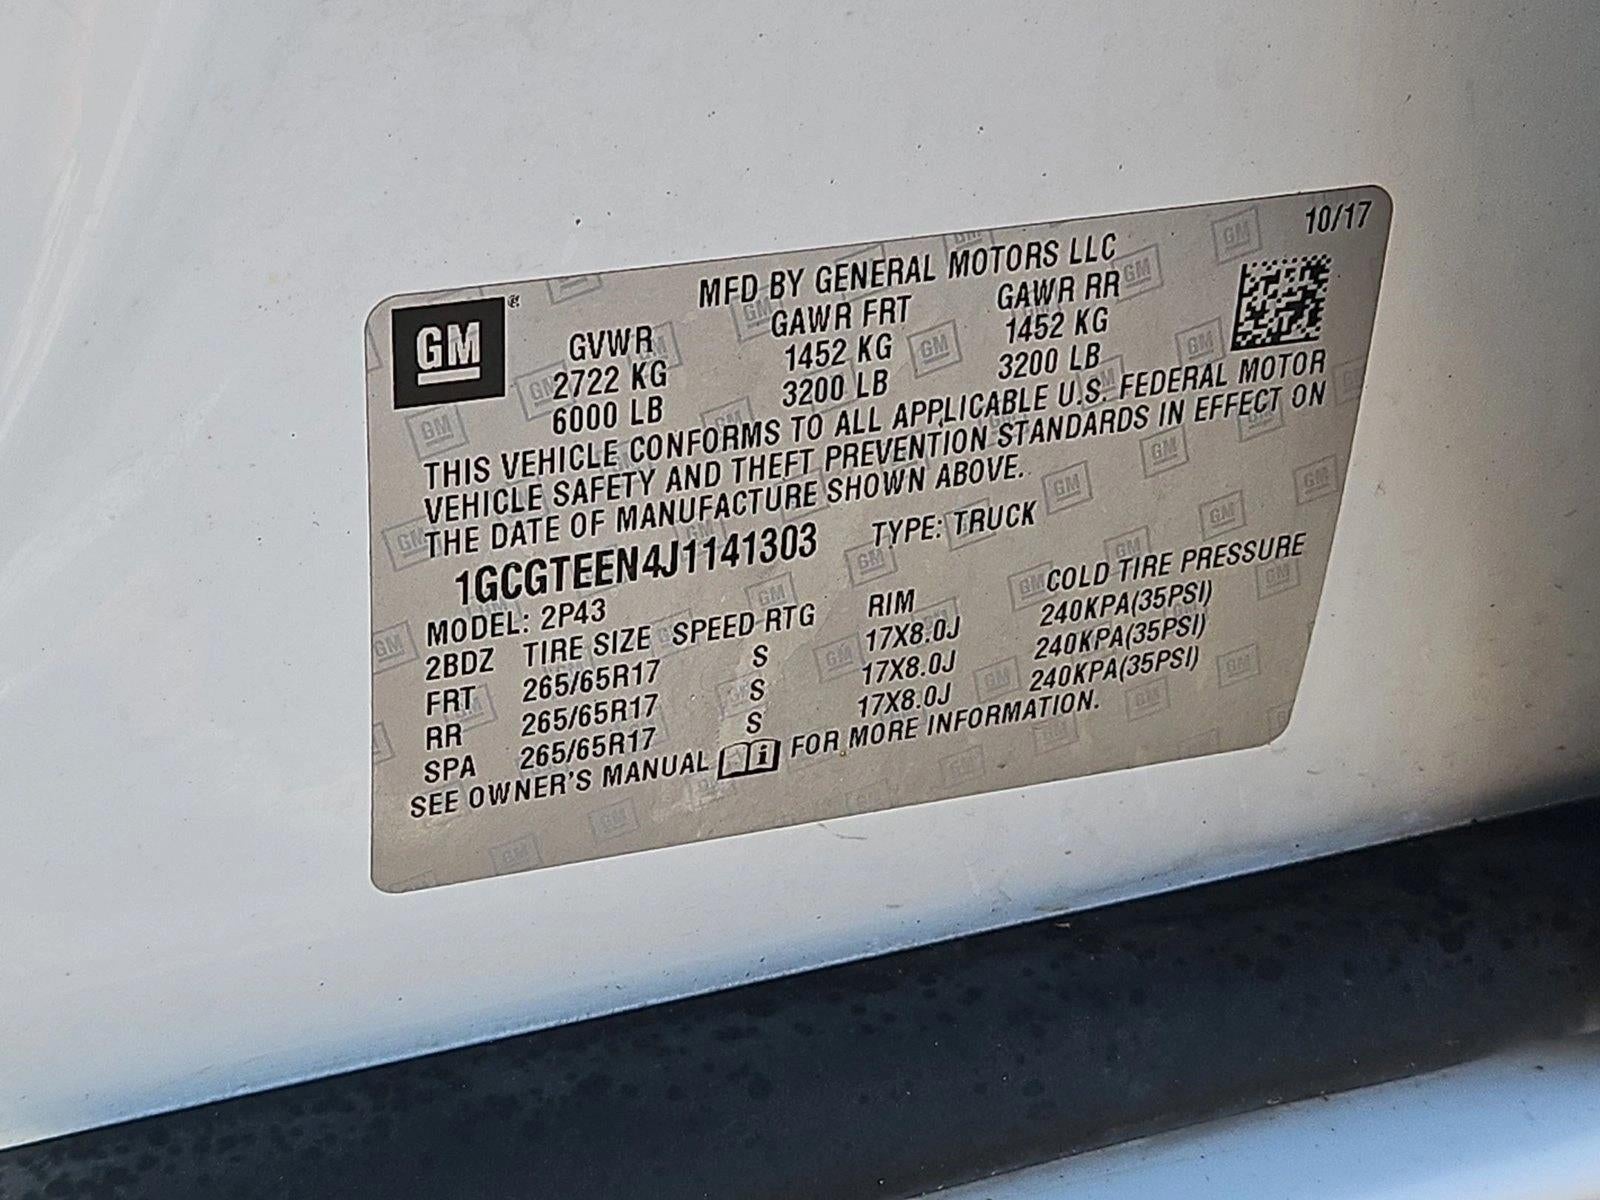 10/17
MFD BY GENERAL MOTORS LLC
GM ®
GVWR GAWR FRT GAWR RR
2722 KG 1452 KG 1452 KG
6000 LB 3200 LB 3200 LB
THIS VEHICLE CONFORMS TO ALL APPLICABLE U.S. FEDERAL MOTOR
VEHICLE SAFETY AND THEFT PREVENTION STANDARDS IN EFFECT ON
THE DATE OF MANUFACTURE SHOWN ABOVE.
1GCGTEEN4J1141303 TYPE: TRUCK
MODEL: 2P43
2BDZ TIRE SIZE SPEED RTG RIM COLD TIRE PRESSURE
FRT 265/65R17 S 17X8.0J 240KPA(35PSI)
RR 265/65R17 S 17X8.0J 240KPA(35PSI)
SPA 265/65R17 S 17X8.0J 240KPA(35PSI)
SEE OWNER'S MANUAL i FOR MORE INFORMATION.